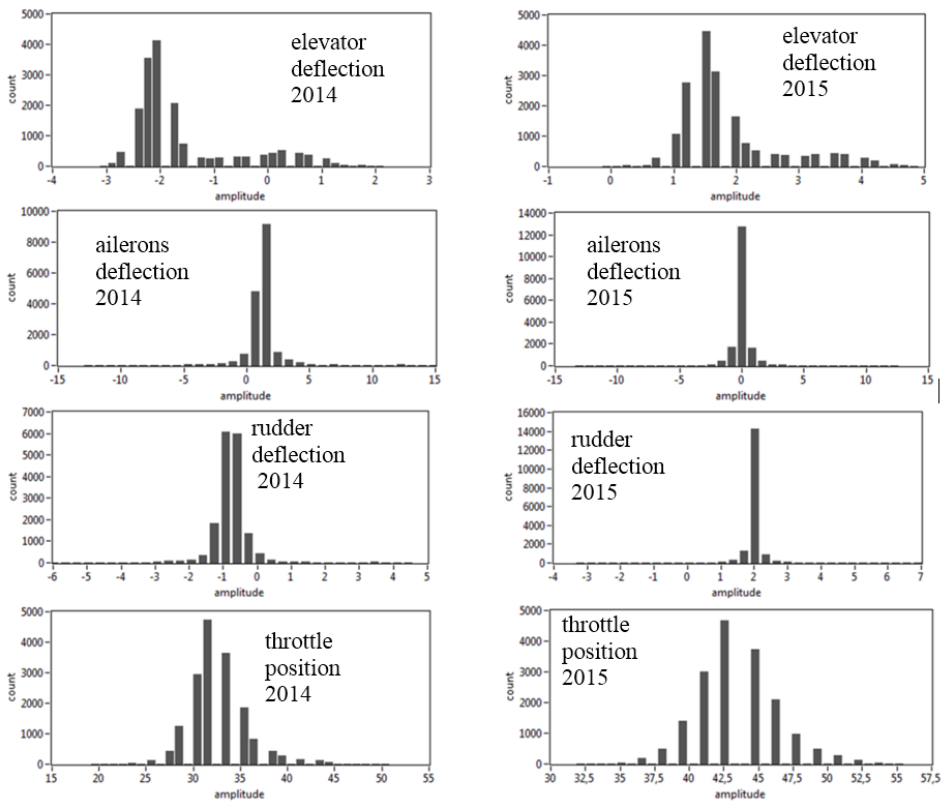 5000
4000
3000
2000
1000
0
count
elevator
deflection
2014
-4 -3 -2 -1 0 1 2 3
amplitude
5000
4000
3000
2000
1000
0
count
elevator
deflection
2015
-1 0 1 2 3 4 5
amplitude
10000
8000
6000
4000
2000
0
count
ailerons
deflection
2014
-15 -10 -5 0 5 10 15
amplitude
14000
12000
10000
8000
6000
4000
2000
0
count
ailerons
deflection
2015
-15 -10 -5 0 5 10 15
amplitude
7000
6000
5000
4000
3000
2000
1000
0
count
rudder
deflection
2014
-6 -5 -4 -3 -2 -1 0 1 2 3 4 5
amplitude
16000
14000
12000
10000
8000
6000
4000
2000
0
count
rudder
deflection
2015
-4 -3 -2 -1 0 1 2 3 4 5 6 7
amplitude
5000
4000
3000
2000
1000
0
count
throttle
position
2014
15 20 25 30 35 40 45 50 55
amplitude
5000
4000
3000
2000
1000
0
count
throttle
position
2015
30 32,5 35 37,5 40 42,5 45 47,5 50 52,5 55 57,5
amplitude